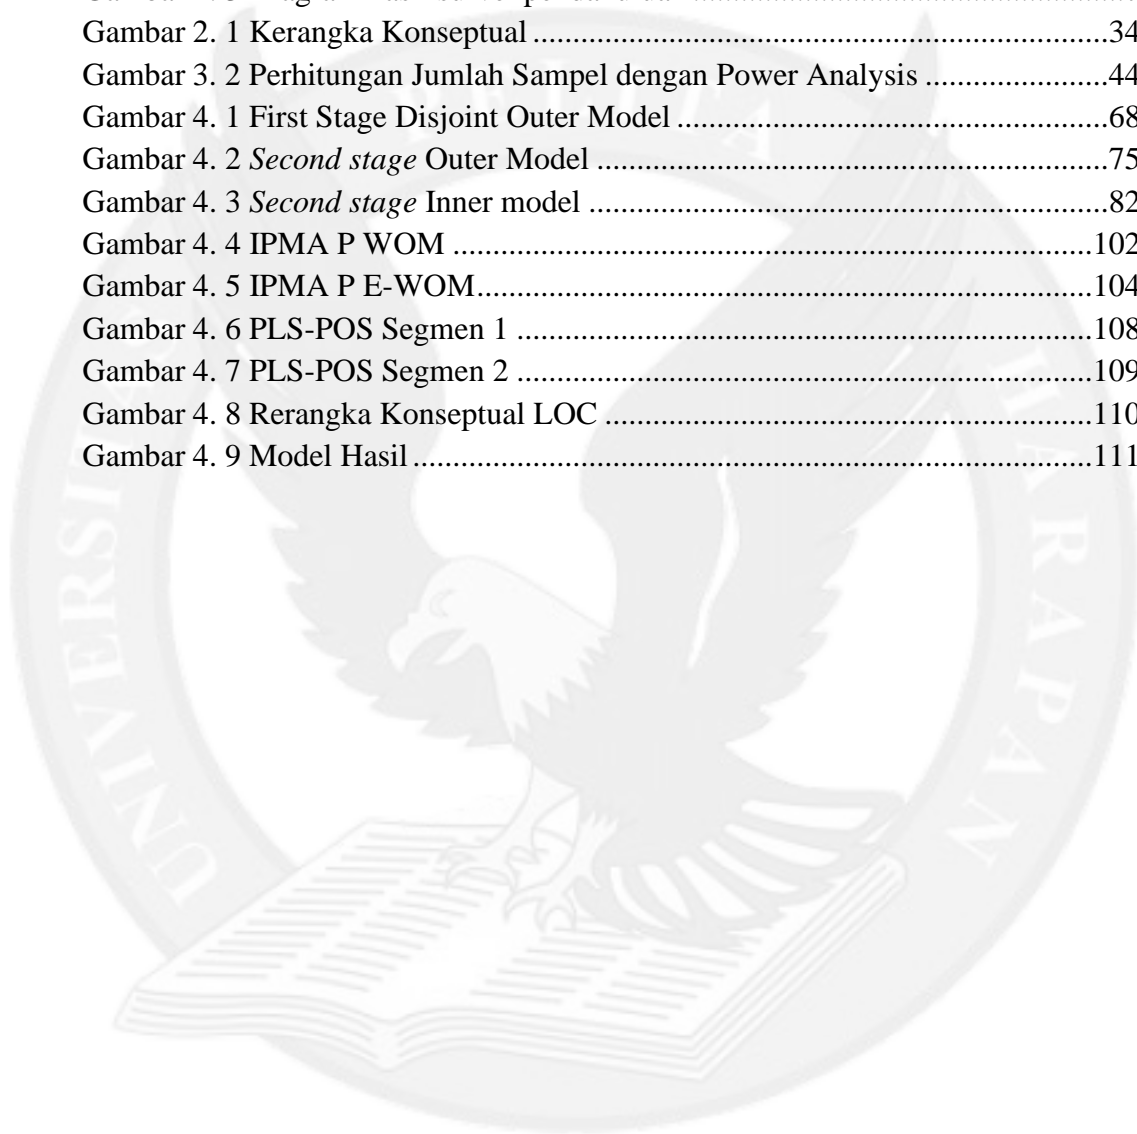 Gambar 2. 1 Kerangka Konseptual ......................................................................34
Gambar 3. 2 Perhitungan Jumlah Sampel dengan Power Analysis ......................44
Gambar 4. 1 First Stage Disjoint Outer Model ....................................................68
Gambar 4. 2 Second stage Outer Model ..............................................................75
Gambar 4. 3 Second stage Inner model ...............................................................82
Gambar 4. 4 IPMA P WOM ..............................................................................102
Gambar 4. 5 IPMA P E-WOM...........................................................................104
Gambar 4. 6 PLS-POS Segmen 1 ......................................................................108
Gambar 4. 7 PLS-POS Segmen 2 ......................................................................109
Gambar 4. 8 Rerangka Konseptual LOC ...........................................................110
Gambar 4. 9 Model Hasil ...................................................................................111
UNIVERSITAS PELITA HARAPAN